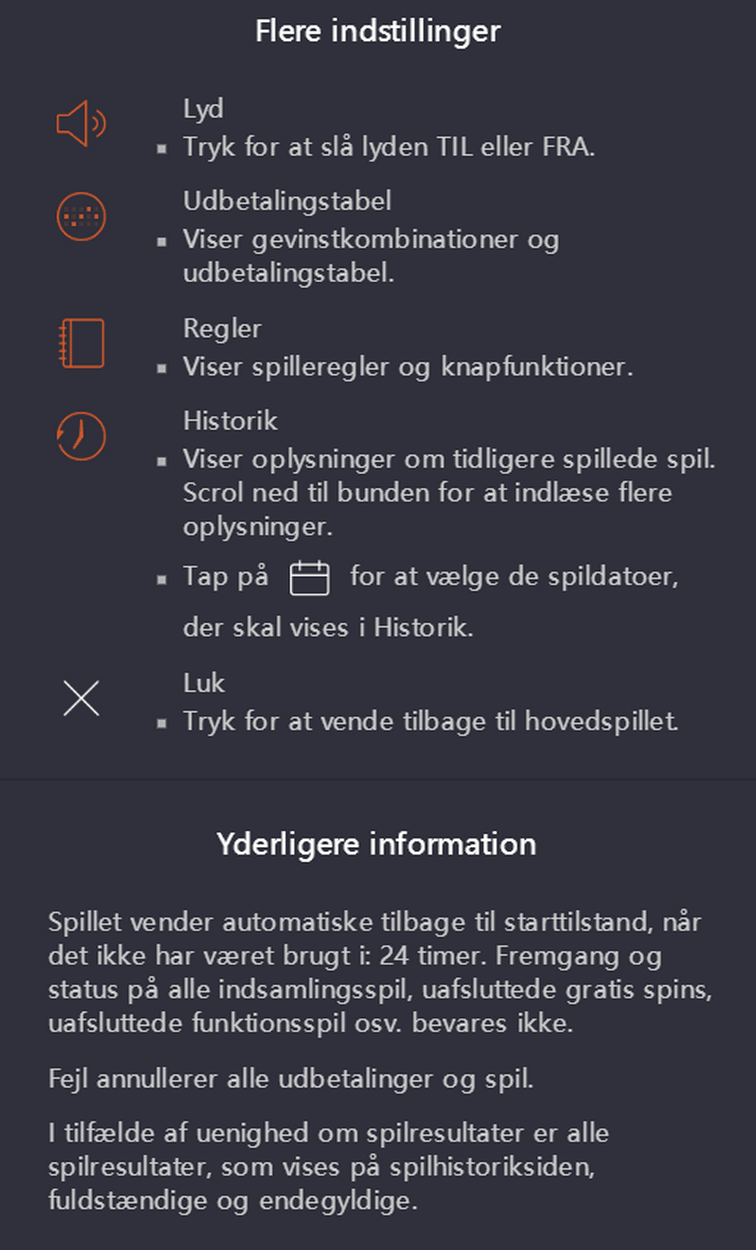 Flere indstillinger
Lyd
▪ Tryk for at slå lyden TIL eller FRA.
Udbetalingstabel
▪ Viser gevinstkombinationer og
udbetalingstabel.
Regler
▪ Viser spilleregler og knapfunktioner.
Historik
▪ Viser oplysninger om tidligere spillede spil.
Scrol ned til bunden for at indlæse flere
oplysninger.
▪ Tap på for at vælge de spildatoer,
der skal vises i Historik.
Luk
▪ Tryk for at vende tilbage til hovedspillet.
Yderligere information
Spillet vender automatiske tilbage til starttilstand, når
det ikke har været brugt i: 24 timer. Fremgang og
status på alle indsamlingsspil, uafsluttede gratis spins,
uafsluttede funktionsspil osv. bevares ikke.
Fejl annullerer alle udbetalinger og spil.
I tilfælde af uenighed om spilresultater er alle
spilresultater, som vises på spilhistoriksiden,
fuldstændige og endegyldige.